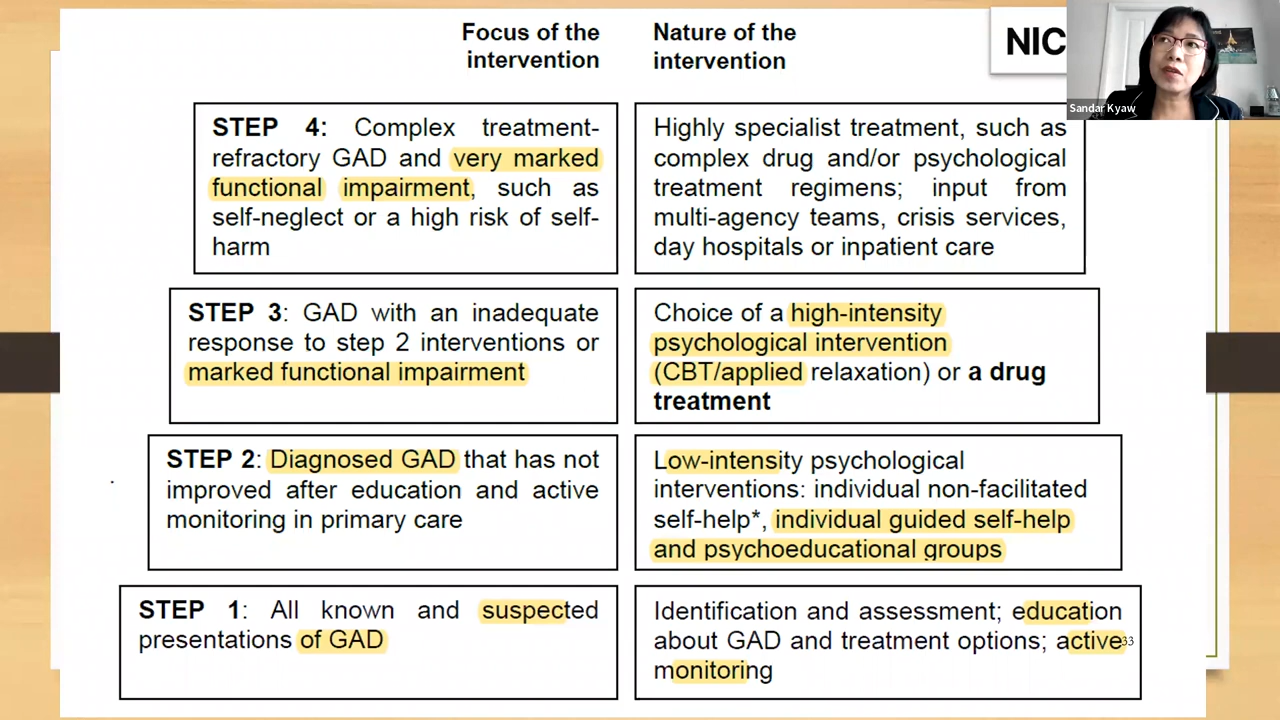 Focus of the
intervention
Nature of the
intervention
NIC
Sandar Kyaw
STEP 4: Complex treatment-
refractory GAD and very marked
functional impairment, such as
self-neglect or a high risk of self-
harm
Highly specialist treatment, such as
complex drug and/or psychological
treatment regimens; input from
multi-agency teams, crisis services,
day hospitals or inpatient care
STEP 3: GAD with an inadequate
response to step 2 interventions or
marked functional impairment
Choice of a high-intensity
psychological intervention
(CBT/applied relaxation) or a drug
treatment
STEP 2: Diagnosed GAD that has not
improved after education and active
monitoring in primary care
Low-intensity psychological
interventions: individual non-facilitated
self-help*, individual guided self-help
and psychoeducational groups
STEP 1: All known and suspected
presentations of GAD
Identification and assessment; education
about GAD and treatment options; active
monitoring
33